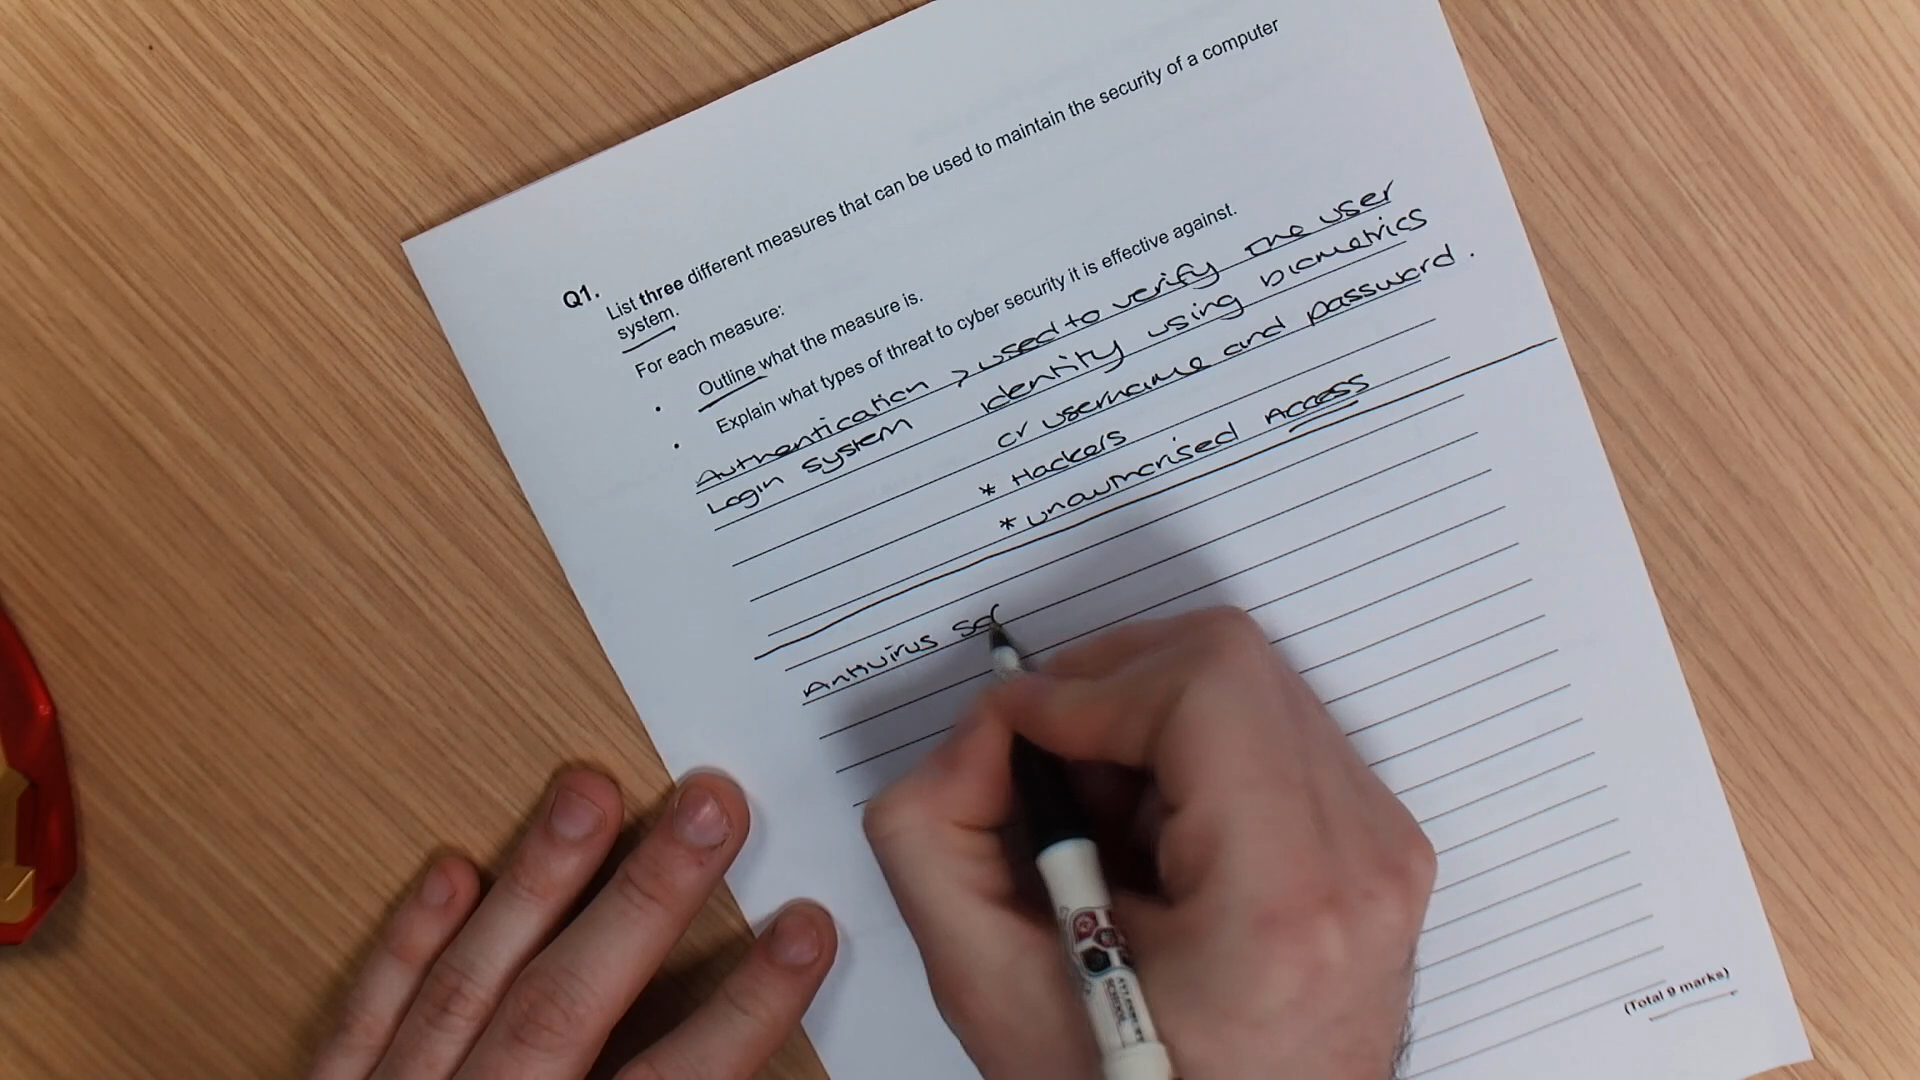 Q1.
List three different measures that can be used to maintain the security of a computer
system.
For each measure:
• Outline what the measure is.
• Explain what types of threat to cyber security it is effective against.
Authentication > used to verify the user
Login system identity using biometrics
or username and password.
* Hackers
* unauthorised Access
Antivirus so
(Total 9 marks)
SCHOOL